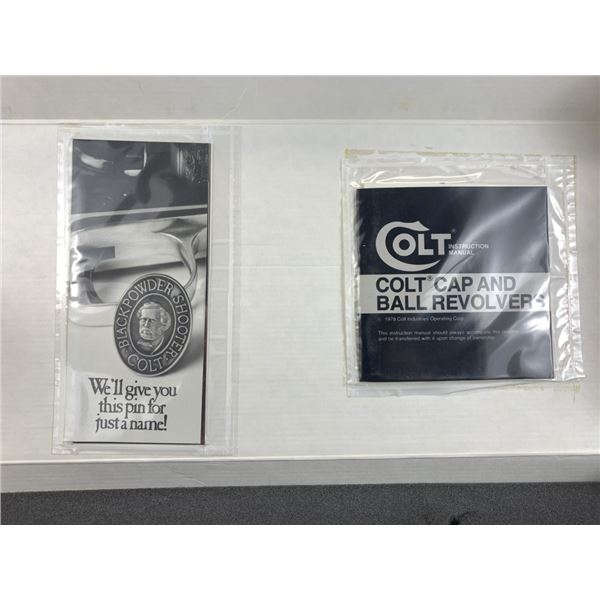 BLACKPOWDER SHOOTER
COLT
We'll give you
this pin for
just a name!
COLT
INSTRUCTION
MANUAL
COLT® CAP AND
BALL REVOLVERS
© 1978 Colt Industries Operating Corp.
This instruction manual should always accompany this
and be transferred with it upon change of ownership.